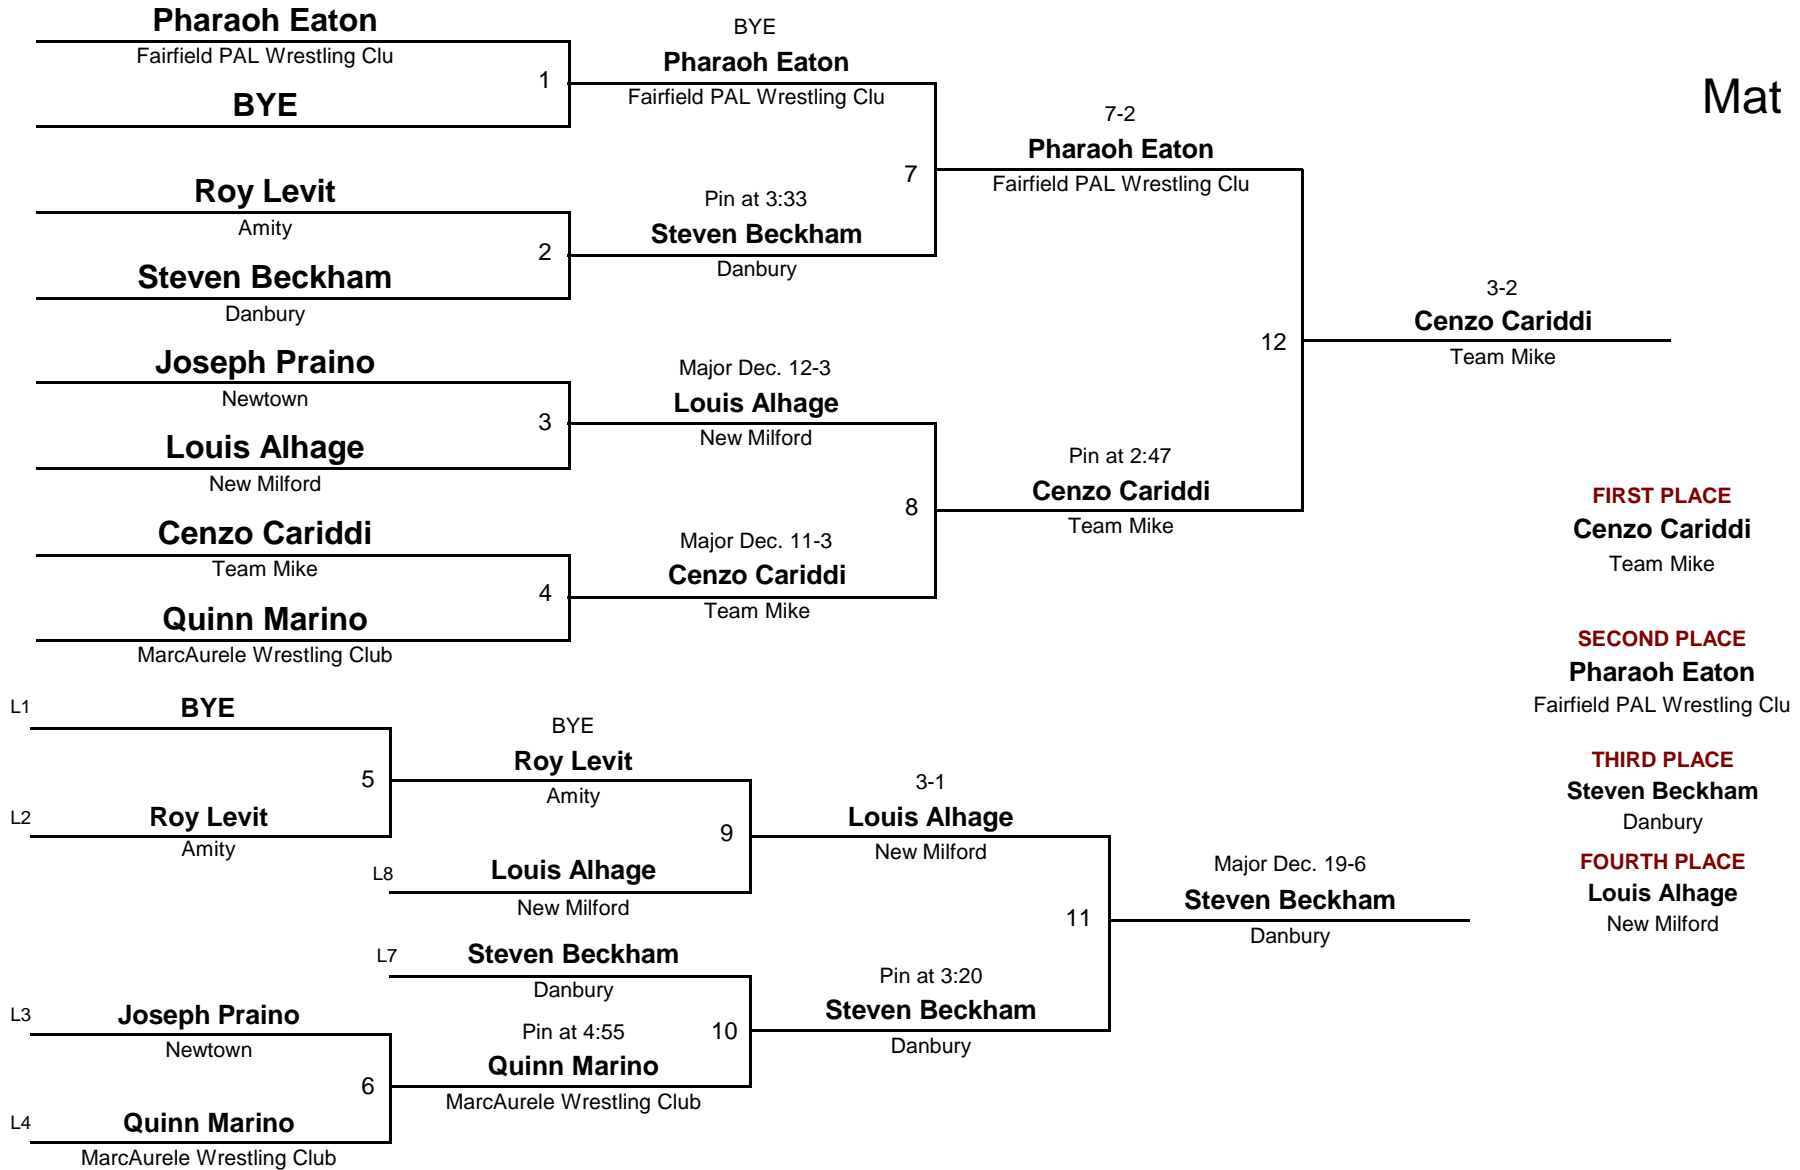 Pharaoh Eaton
Fairfield PAL Wrestling Clu
1
BYE
Roy Levit
Amity
2
Steven Beckham
Danbury
Joseph Praino
Newtown
3
Louis Alhage
New Milford
Cenzo Cariddi
Team Mike
4
Quinn Marino
MarcAurele Wrestling Club
BYE
Pharaoh Eaton
Fairfield PAL Wrestling Clu
7
Pin at 3:33
Steven Beckham
Danbury
Major Dec. 12-3
Louis Alhage
New Milford
8
Major Dec. 11-3
Cenzo Cariddi
Team Mike
7-2
Pharaoh Eaton
Fairfield PAL Wrestling Clu
12
Pin at 2:47
Cenzo Cariddi
Team Mike
3-2
Cenzo Cariddi
Team Mike
Mat
L1
BYE
5
L2
Roy Levit
Amity
L3
Joseph Praino
Newtown
6
L4
Quinn Marino
MarcAurele Wrestling Club
BYE
Roy Levit
Amity
9
L8
Louis Alhage
New Milford
L7
Steven Beckham
Danbury
10
Pin at 4:55
Quinn Marino
MarcAurele Wrestling Club
3-1
Louis Alhage
New Milford
11
Pin at 3:20
Steven Beckham
Danbury
Major Dec. 19-6
Steven Beckham
Danbury
FIRST PLACE
Cenzo Cariddi
Team Mike
SECOND PLACE
Pharaoh Eaton
Fairfield PAL Wrestling Clu
THIRD PLACE
Steven Beckham
Danbury
FOURTH PLACE
Louis Alhage
New Milford